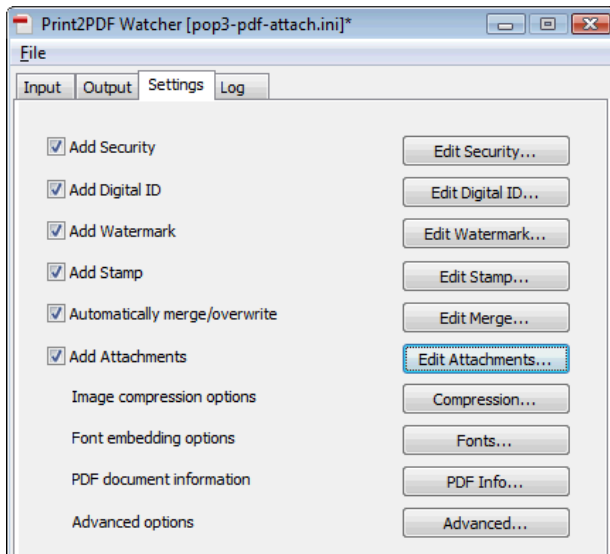 Print2PDF Watcher [pop3-pdf-attach.ini]*
File
Input Output Settings Log
Add Security Edit Security...
Add Digital ID Edit Digital ID...
Add Watermark Edit Watermark...
Add Stamp Edit Stamp...
Automatically merge/overwrite Edit Merge...
Add Attachments Edit Attachments...
Image compression options Compression...
Font embedding options Fonts...
PDF document information PDF Info...
Advanced options Advanced...